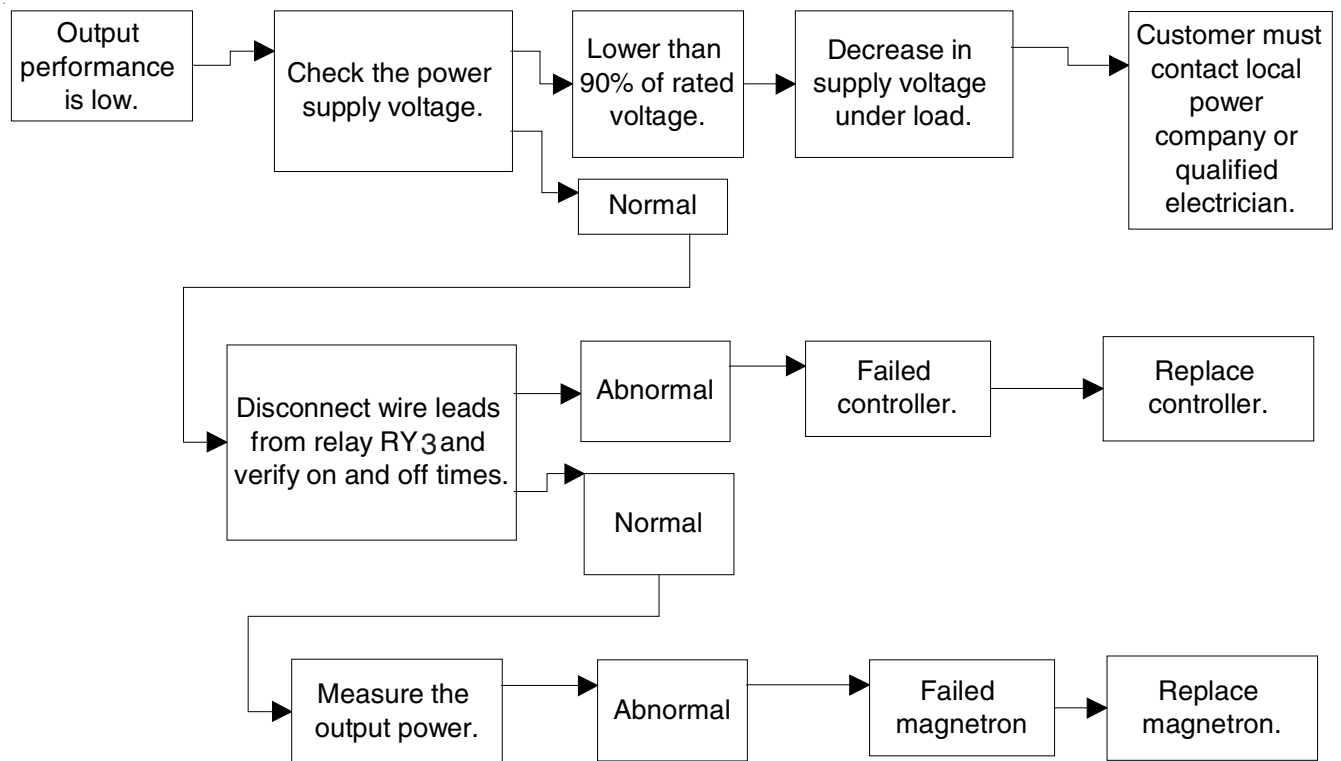 Output
performance
is low.
Check the power
supply voltage.
Lower than
90% of rated
voltage.
Decrease in
supply voltage
under load.
Customer must
contact local
power
company or
qualified
electrician.
Normal
Disconnect wire leads
from relay RY3 and
verify on and off times.
Abnormal
Failed
controller.
Replace
controller.
Normal
Measure the
output power.
Abnormal
Failed
magnetron
Replace
magnetron.